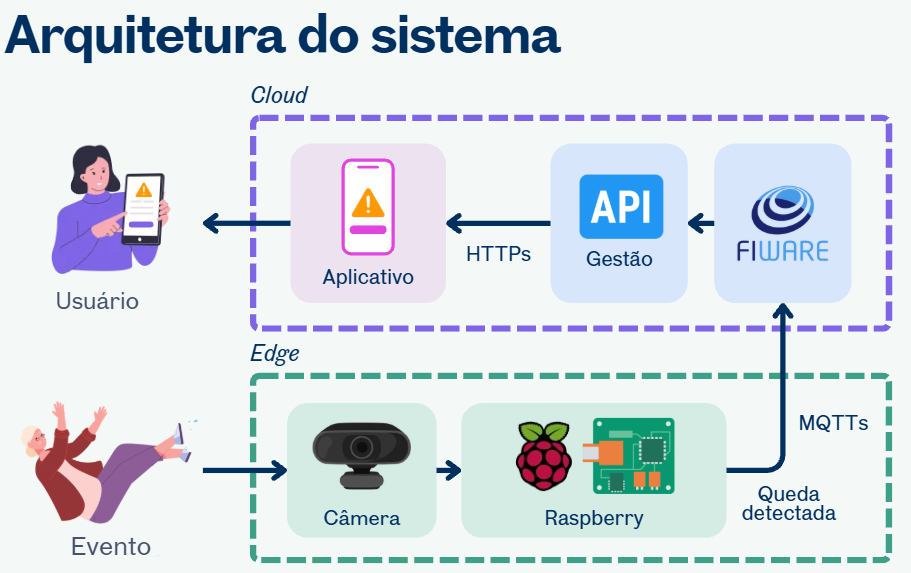 Arquitetura do sistema
Cloud
API
FIWARE
HTTPs
Gestão
Aplicativo
Usuário
Edge
MQTTs
Câmera
Raspberry
Queda
detectada
Evento